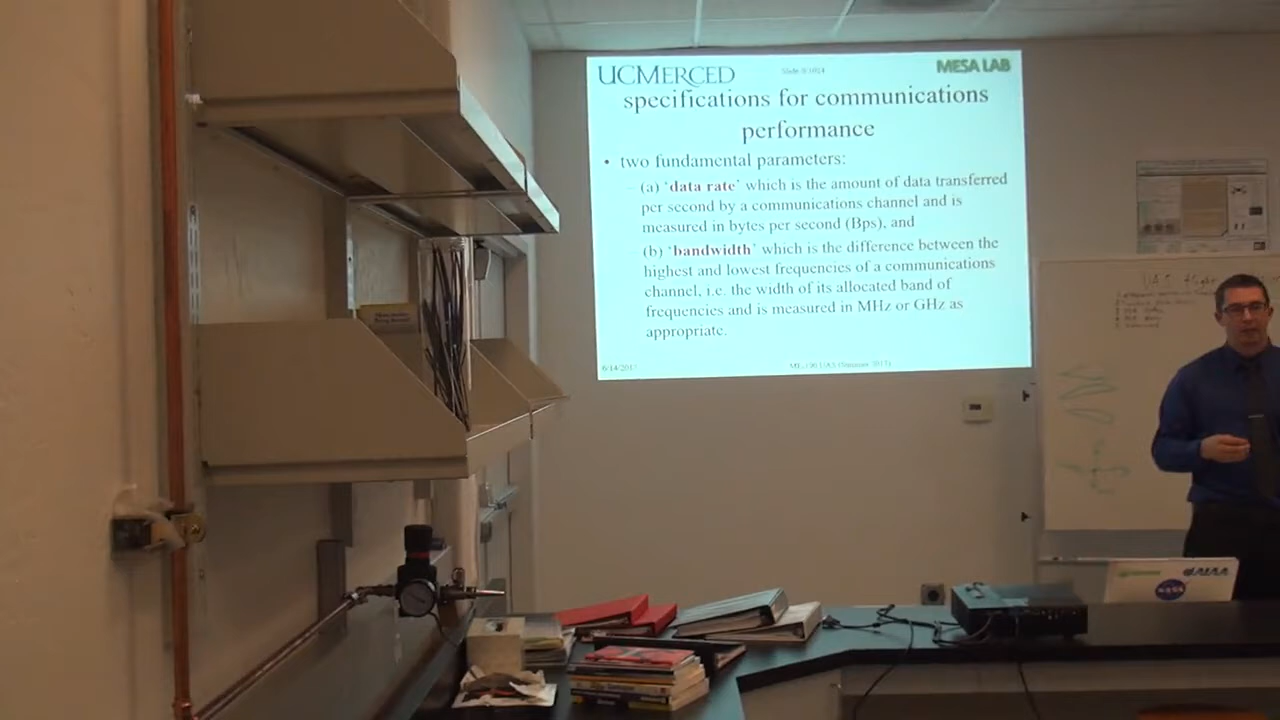 UCMERCED
MESA LAB
specifications for communications
performance
• two fundamental parameters:
– (a) ‘data rate’ which is the amount of data transferred
per second by a communications channel and is
measured in bytes per second (Bps), and
– (b) ‘bandwidth’ which is the difference between the
highest and lowest frequencies of a communications
channel, i.e. the width of its allocated band of
frequencies and is measured in MHz or GHz as
appropriate.
UAS flight
AIAA
NASA